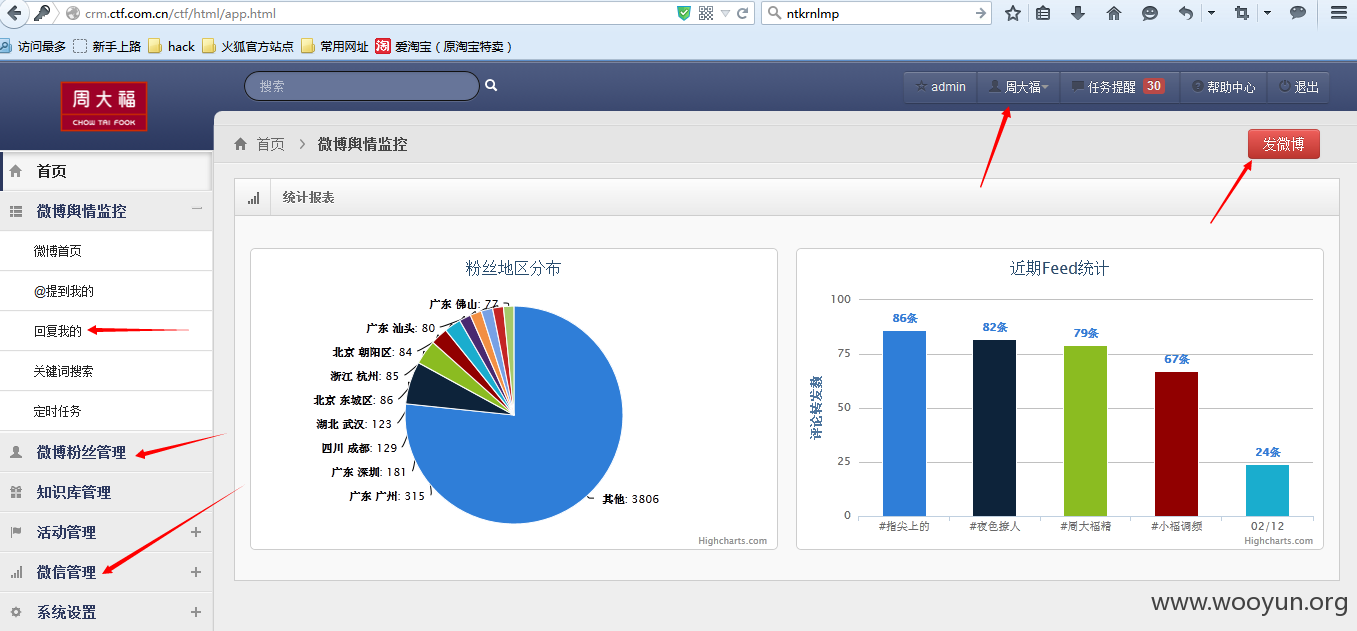 crm.ctf.com.cn/ctf/html/app.html
ntkrnlmp
访问最多 新手上路 hack 火狐官方站点 常用网址 淘 爱淘宝（原淘宝特卖）
周大福
CHOW TAI FOOK
搜索
admin 周大福 任务提醒 30 帮助中心 退出
首页 微博舆情监控
发微博
首页
微博舆情监控
微博首页
@提到我的
回复我的
关键词搜索
定时任务
微博粉丝管理
知识库管理
活动管理
微信管理
系统设置
统计报表
粉丝地区分布
广东 佛山: 77
广东 汕头: 80
北京 朝阳区: 84
浙江 杭州: 85
北京 东城区: 86
湖北 武汉: 123
四川 成都: 129
广东 深圳: 181
广东 广州: 315
其他: 3806
Highcharts.com
近期Feed统计
评论转发数
100
75
50
25
0
86条
82条
79条
67条
24条
#指尖上的
#夜色撩人
#周大福精
#小福调频
02/12
Highcharts.com
www.wooyun.org